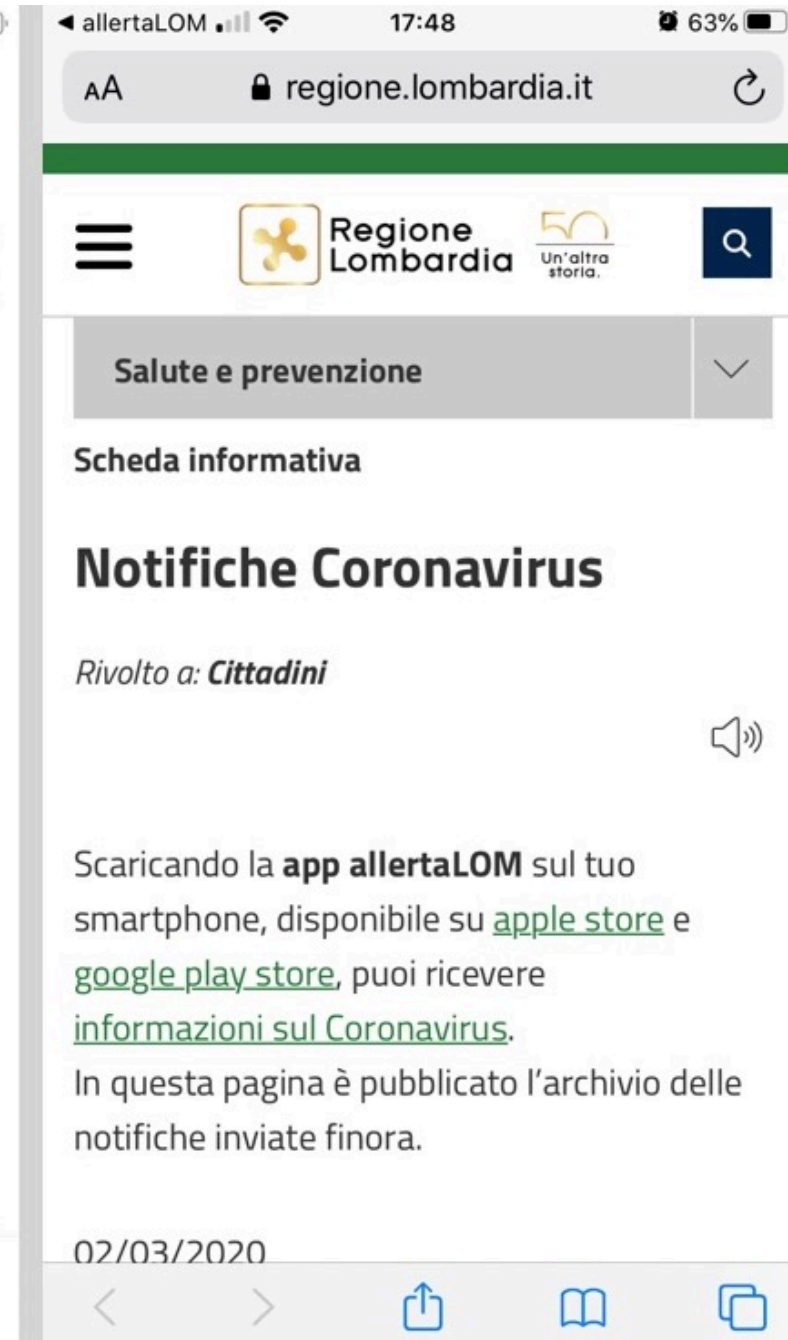 ◀ allertaLOM 17:48 63%
AA regione.lombardia.it
Regione
Lombardia
50
Un'altra
storia.
Salute e prevenzione
Scheda informativa
Notifiche Coronavirus
Rivolto a: Cittadini
Scaricando la app allertaLOM sul tuo
smartphone, disponibile su apple store e
google play store, puoi ricevere
informazioni sul Coronavirus.
In questa pagina è pubblicato l'archivio delle
notifiche inviate finora.
02/03/2020